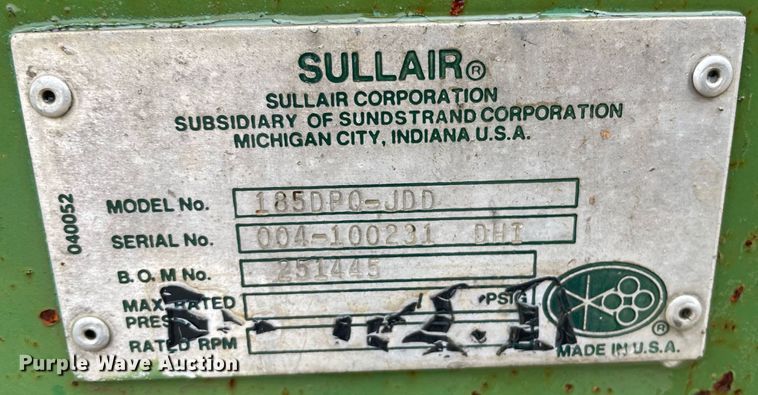 SULLAIR®
SULLAIR CORPORATION
SUBSIDIARY OF SUNDSTRAND CORPORATION
MICHIGAN CITY, INDIANA U.S.A.
040052
MODEL No. 185DPQ-JDD
SERIAL No. 004-100231 DHI
B.O.M No. 251445
MAX. RATED
PRES PSIG
RATED RPM
®
MADE IN U.S.A.
Purple Wave Auction